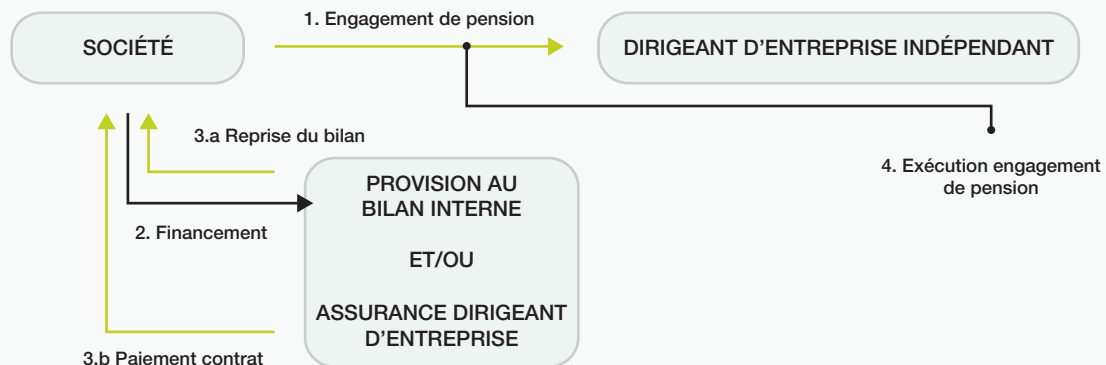 1. Engagement de pension
SOCIÉTÉ
DIRIGEANT D’ENTREPRISE INDÉPENDANT
3.a Reprise du bilan
4. Exécution engagement
de pension
PROVISION AU
BILAN INTERNE
2. Financement
ET/OU
ASSURANCE DIRIGEANT
D’ENTREPRISE
3.b Paiement contrat